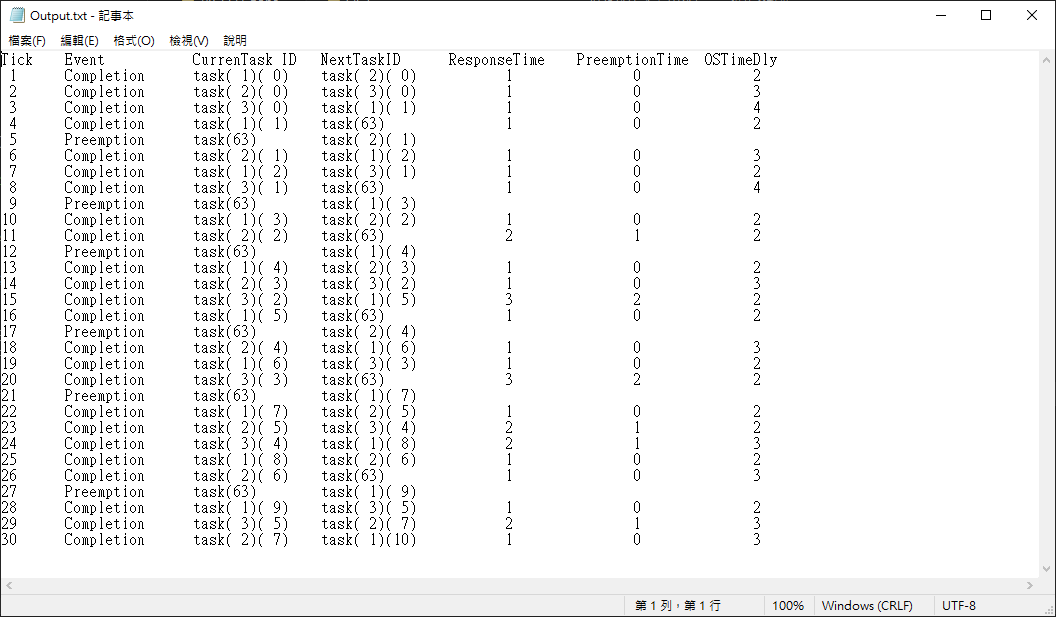 Output.txt - 記事本
檔案(F) 編輯(E) 格式(O) 檢視(V) 說明
Tick Event CurrenTask ID NextTaskID ResponseTime PreemptionTime OSTimeDly
1 Completion task( 1)( 0) task( 2)( 0) 1 0 2
2 Completion task( 2)( 0) task( 3)( 0) 1 0 3
3 Completion task( 3)( 0) task( 1)( 1) 1 0 4
4 Completion task( 1)( 1) task(63) 1 0 2
5 Preemption task(63) task( 2)( 1)
6 Completion task( 2)( 1) task( 1)( 2) 1 0 3
7 Completion task( 1)( 2) task( 3)( 1) 1 0 2
8 Completion task( 3)( 1) task(63) 1 0 4
9 Preemption task(63) task( 1)( 3)
10 Completion task( 1)( 3) task( 2)( 2) 1 0 2
11 Completion task( 2)( 2) task(63) 2 1 2
12 Preemption task(63) task( 1)( 4)
13 Completion task( 1)( 4) task( 2)( 3) 1 0 2
14 Completion task( 2)( 3) task( 3)( 2) 1 0 3
15 Completion task( 3)( 2) task( 1)( 5) 3 2 2
16 Completion task( 1)( 5) task(63) 1 0 2
17 Preemption task(63) task( 2)( 4)
18 Completion task( 2)( 4) task( 1)( 6) 1 0 3
19 Completion task( 1)( 6) task( 3)( 3) 1 0 2
20 Completion task( 3)( 3) task(63) 3 2 2
21 Preemption task(63) task( 1)( 7)
22 Completion task( 1)( 7) task( 2)( 5) 1 0 2
23 Completion task( 2)( 5) task( 3)( 4) 2 1 2
24 Completion task( 3)( 4) task( 1)( 8) 2 1 3
25 Completion task( 1)( 8) task( 2)( 6) 1 0 2
26 Completion task( 2)( 6) task(63) 1 0 3
27 Preemption task(63) task( 1)( 9)
28 Completion task( 1)( 9) task( 3)( 5) 1 0 2
29 Completion task( 3)( 5) task( 2)( 7) 2 1 3
30 Completion task( 2)( 7) task( 1)(10) 1 0 3
第 1 列，第 1 行 100% Windows (CRLF) UTF-8